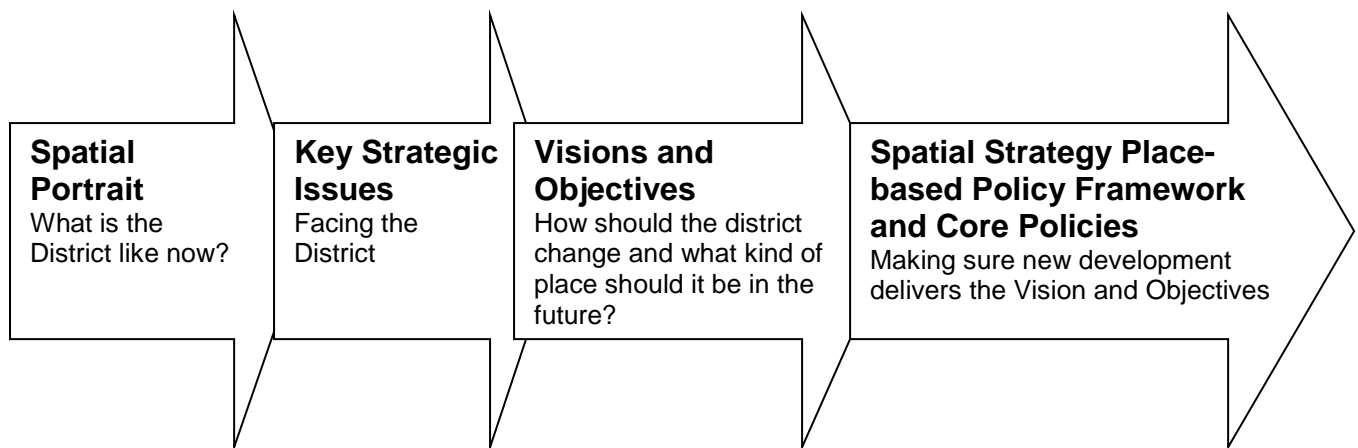 Spatial
Portrait
What is the
District like now?
Key Strategic
Issues
Facing the
District
Visions and
Objectives
How should the district
change and what kind of
place should it be in the
future?
Spatial Strategy Place-
based Policy Framework
and Core Policies
Making sure new development
delivers the Vision and Objectives